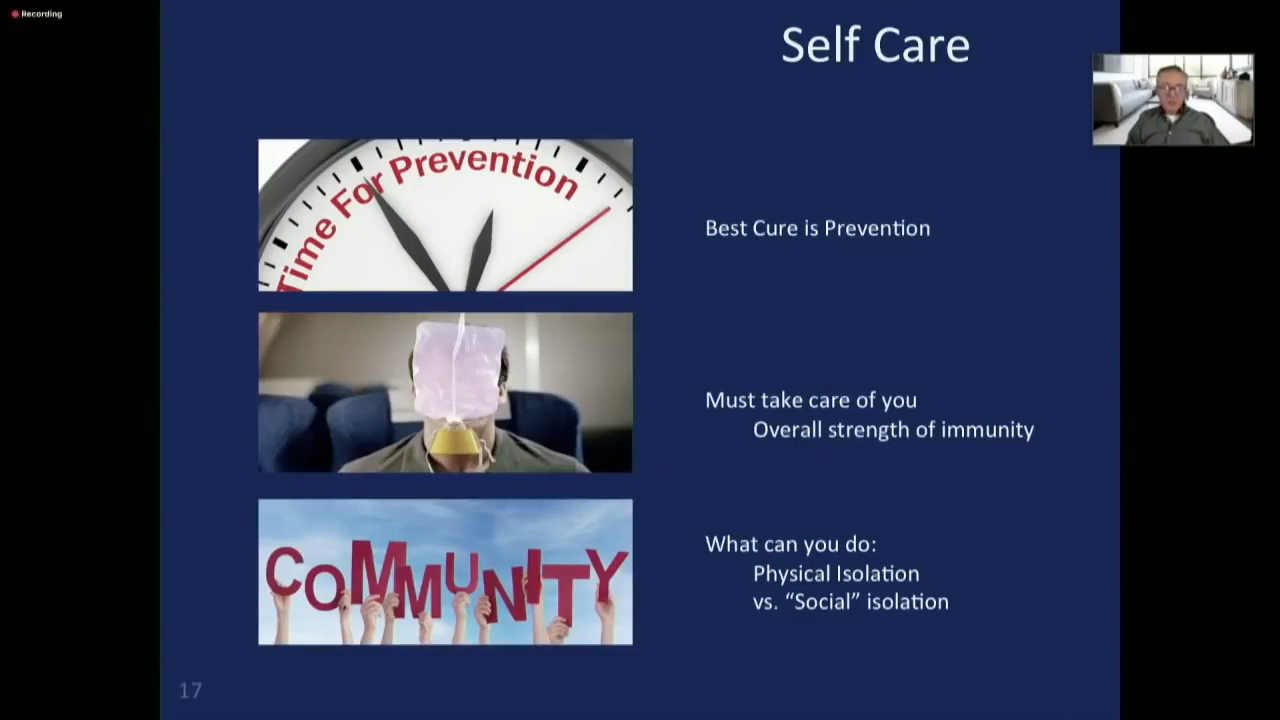 Recording
Self Care
Time For Prevention
Best Cure is Prevention
Must take care of you
Overall strength of immunity
COMMUNITY
What can you do:
Physical Isolation
vs. “Social” isolation
17